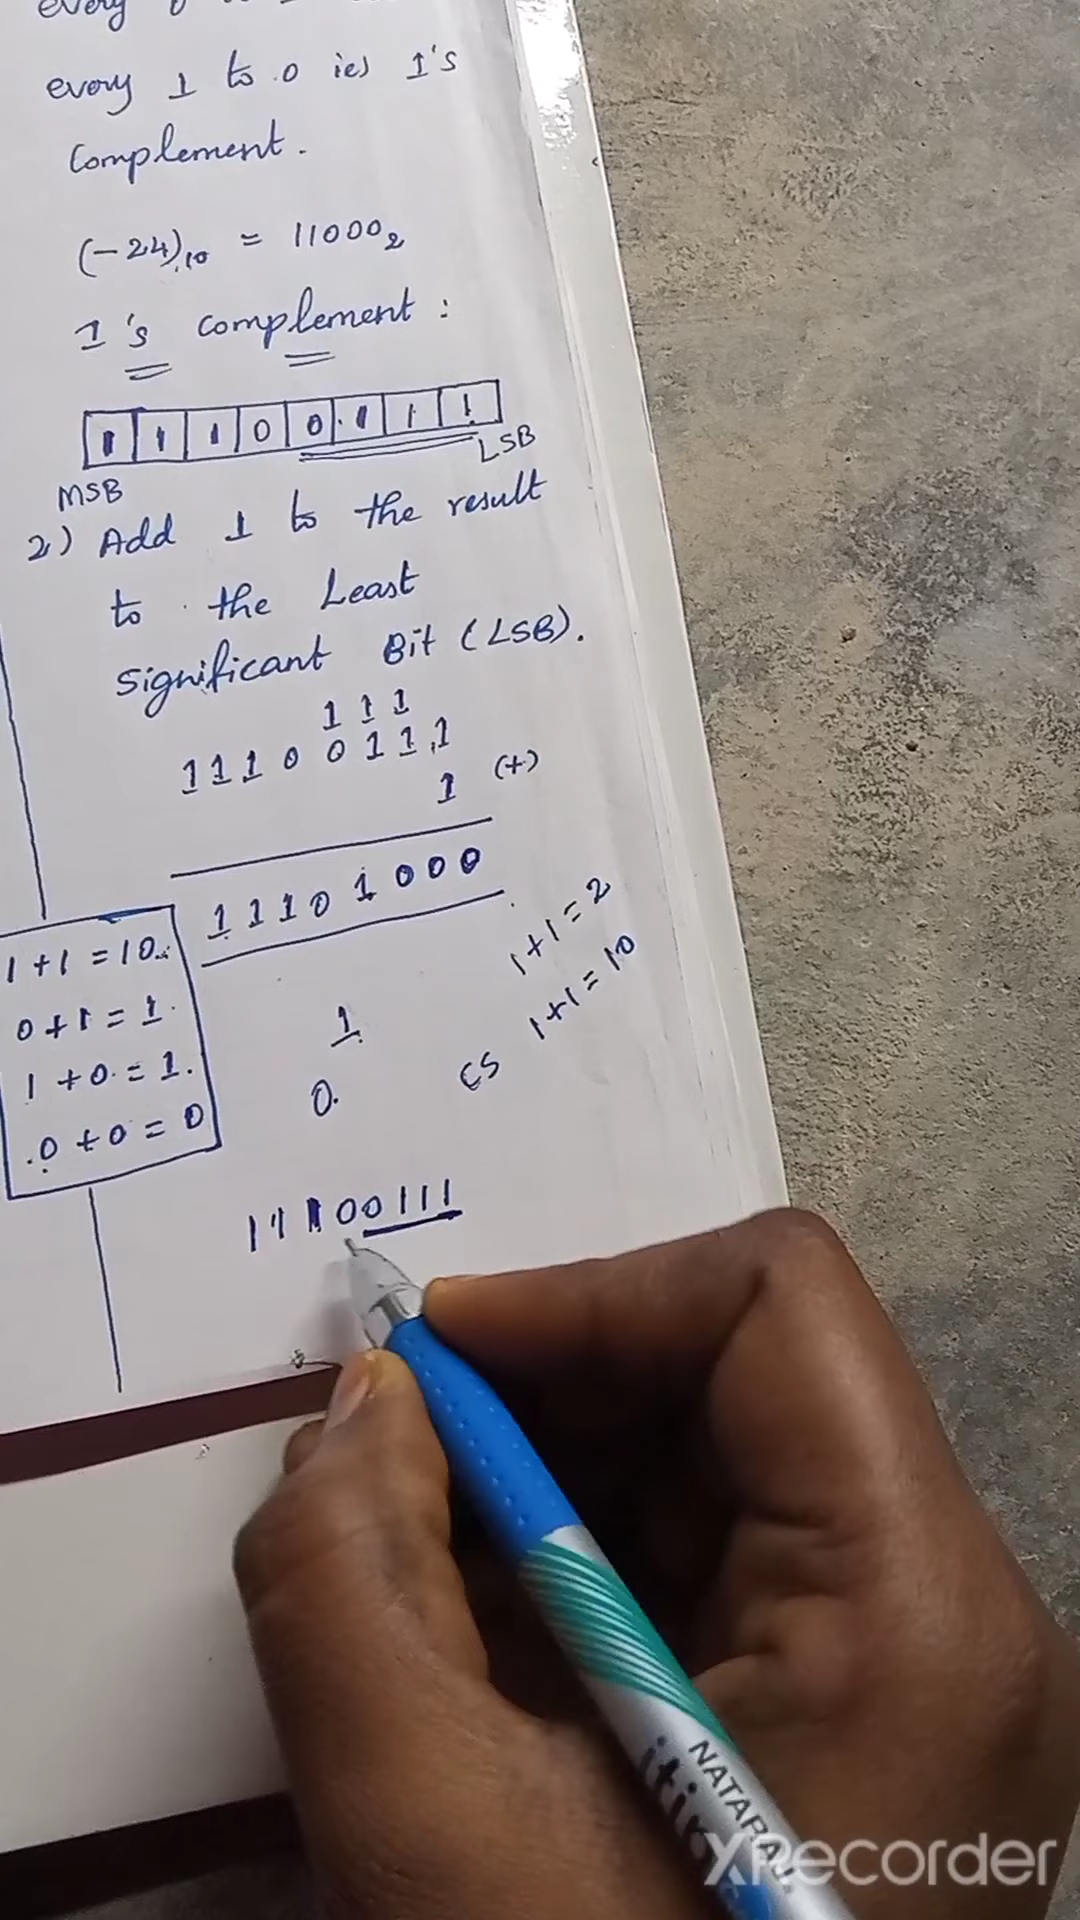 every
every 1 to 0 ie) 1's
complement.
(-24)10 = 110002
1's complement :
1 1 1 0 0 1 1 1
LSB
MSB
2) Add 1 to the result
to the Least
significant Bit (LSB).
1 1 1
1 1 1 0 0 1 1 1
1 (+)
1 1 1 0 1 0 0 0
1+1 = 10
0+1 = 1
1+0 = 1.
0+0 = 0
1
0
1+1=2
1+1=10
CS
11100111
NATARAJ
XRecorder